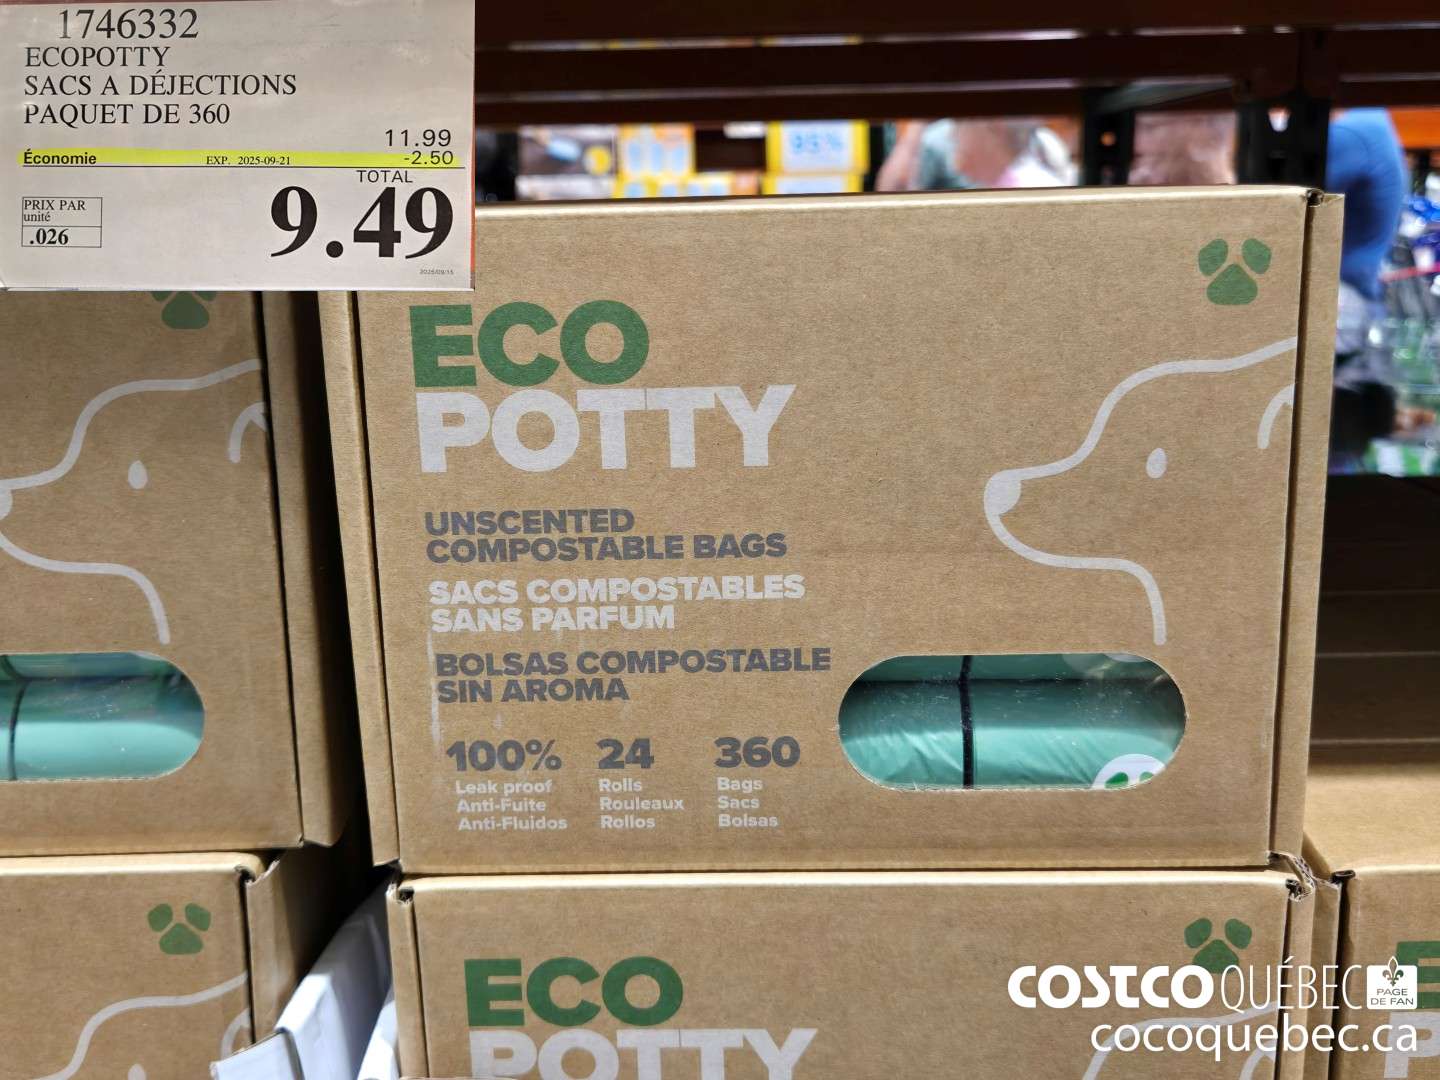 1746332
ECOPOTTY
SACS A DÉJECTIONS
PAQUET DE 360
11.99
Économie EXP. 2025-09-21 -2.50
TOTAL
9.49
PRIX PAR
unité
.026
95%
ECO
POTTY
UNSCENTED
COMPOSTABLE BAGS
SACS COMPOSTABLES
SANS PARFUM
BOLSAS COMPOSTABLE
SIN AROMA
100% 24 360
Leak proof Rolls Bags
Anti-Fuite Rouleaux Sacs
Anti-Fluidos Rollos Bolsas
ECO
POTTY
COSTCO QUÉBEC PAGE DE FAN
cocoquebec.ca